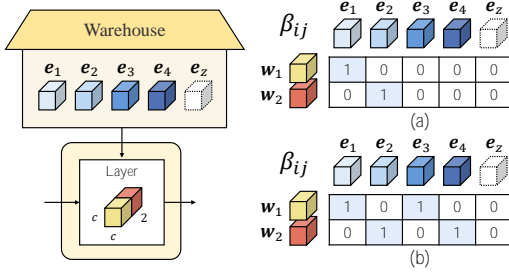 Warehouse
e1 e2 e3 e4 ez
Layer
c 2
c
βij e1 e2 e3 e4 ez
w1 1 0 0 0 0
w2 0 1 0 0 0
(a)
βij e1 e2 e3 e4 ez
w1 1 0 1 0 0
w2 0 1 0 1 0
(b)